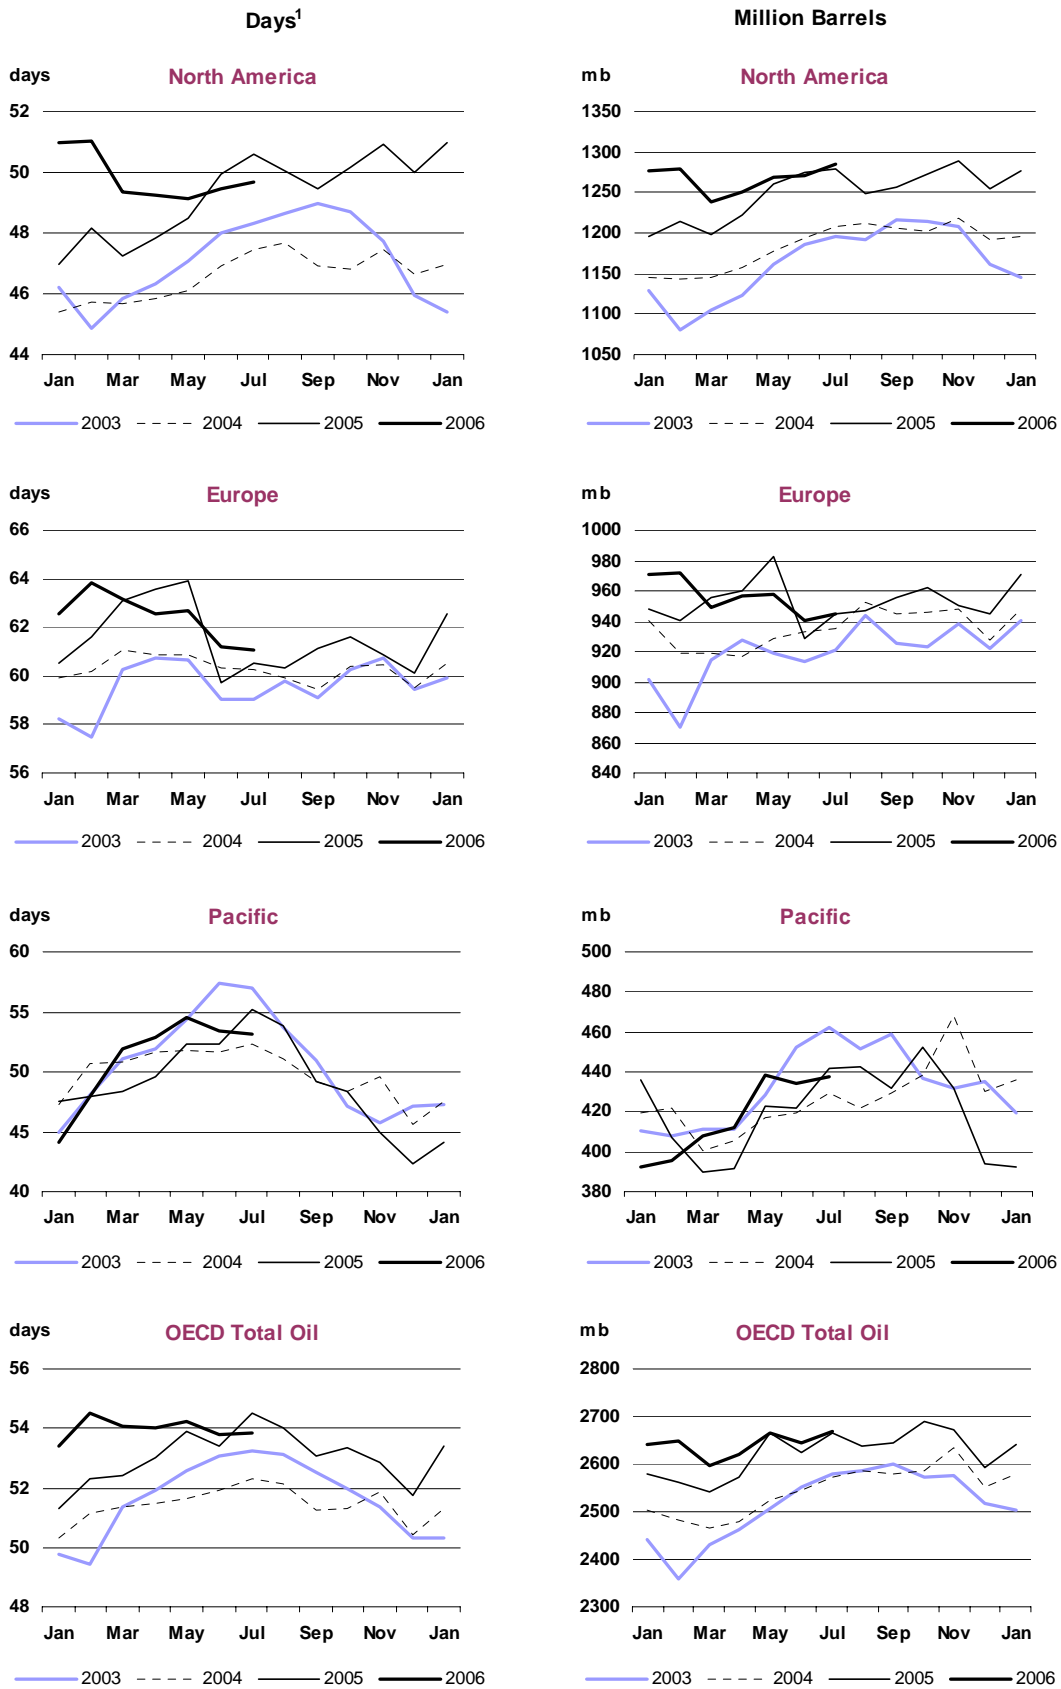 Days¹ Million Barrels
days North America mb North America
52 1350
50 1300
48 1250
46 1200
44 1150
1100
1050
Jan Mar May Jul Sep Nov Jan Jan Mar May Jul Sep Nov Jan
2003 2004 2005 2006 2003 2004 2005 2006
days Europe mb Europe
66 1000
64 980
62 960
60 940
58 920
56 900
880
860
840
Jan Mar May Jul Sep Nov Jan Jan Mar May Jul Sep Nov Jan
2003 2004 2005 2006 2003 2004 2005 2006
days Pacific mb Pacific
60 500
55 480
50 460
45 440
40 420
400
380
Jan Mar May Jul Sep Nov Jan Jan Mar May Jul Sep Nov Jan
2003 2004 2005 2006 2003 2004 2005 2006
days OECD Total Oil mb OECD Total Oil
56 2800
54 2700
52 2600
50 2500
48 2400
2300
Jan Mar May Jul Sep Nov Jan Jan Mar May Jul Sep Nov Jan
2003 2004 2005 2006 2003 2004 2005 2006